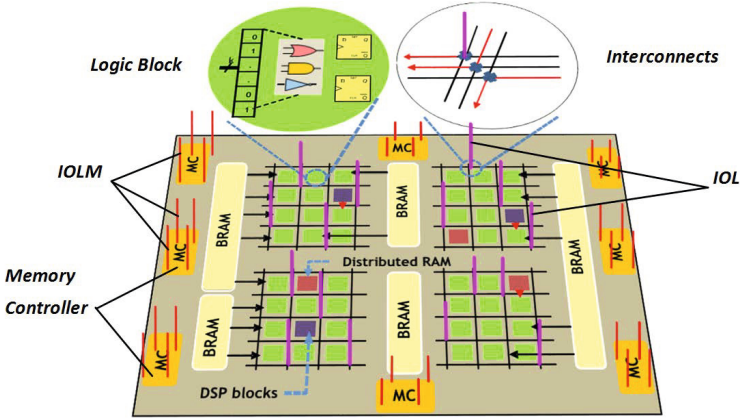 Logic Block
Interconnects
0
1
.
.
0
1
MC
MC
MC
IOLM
IOL
BRAM
BRAM
BRAM
MC
MC
Distributed RAM
Memory
Controller
BRAM
BRAM
MC
MC
DSP blocks
MC